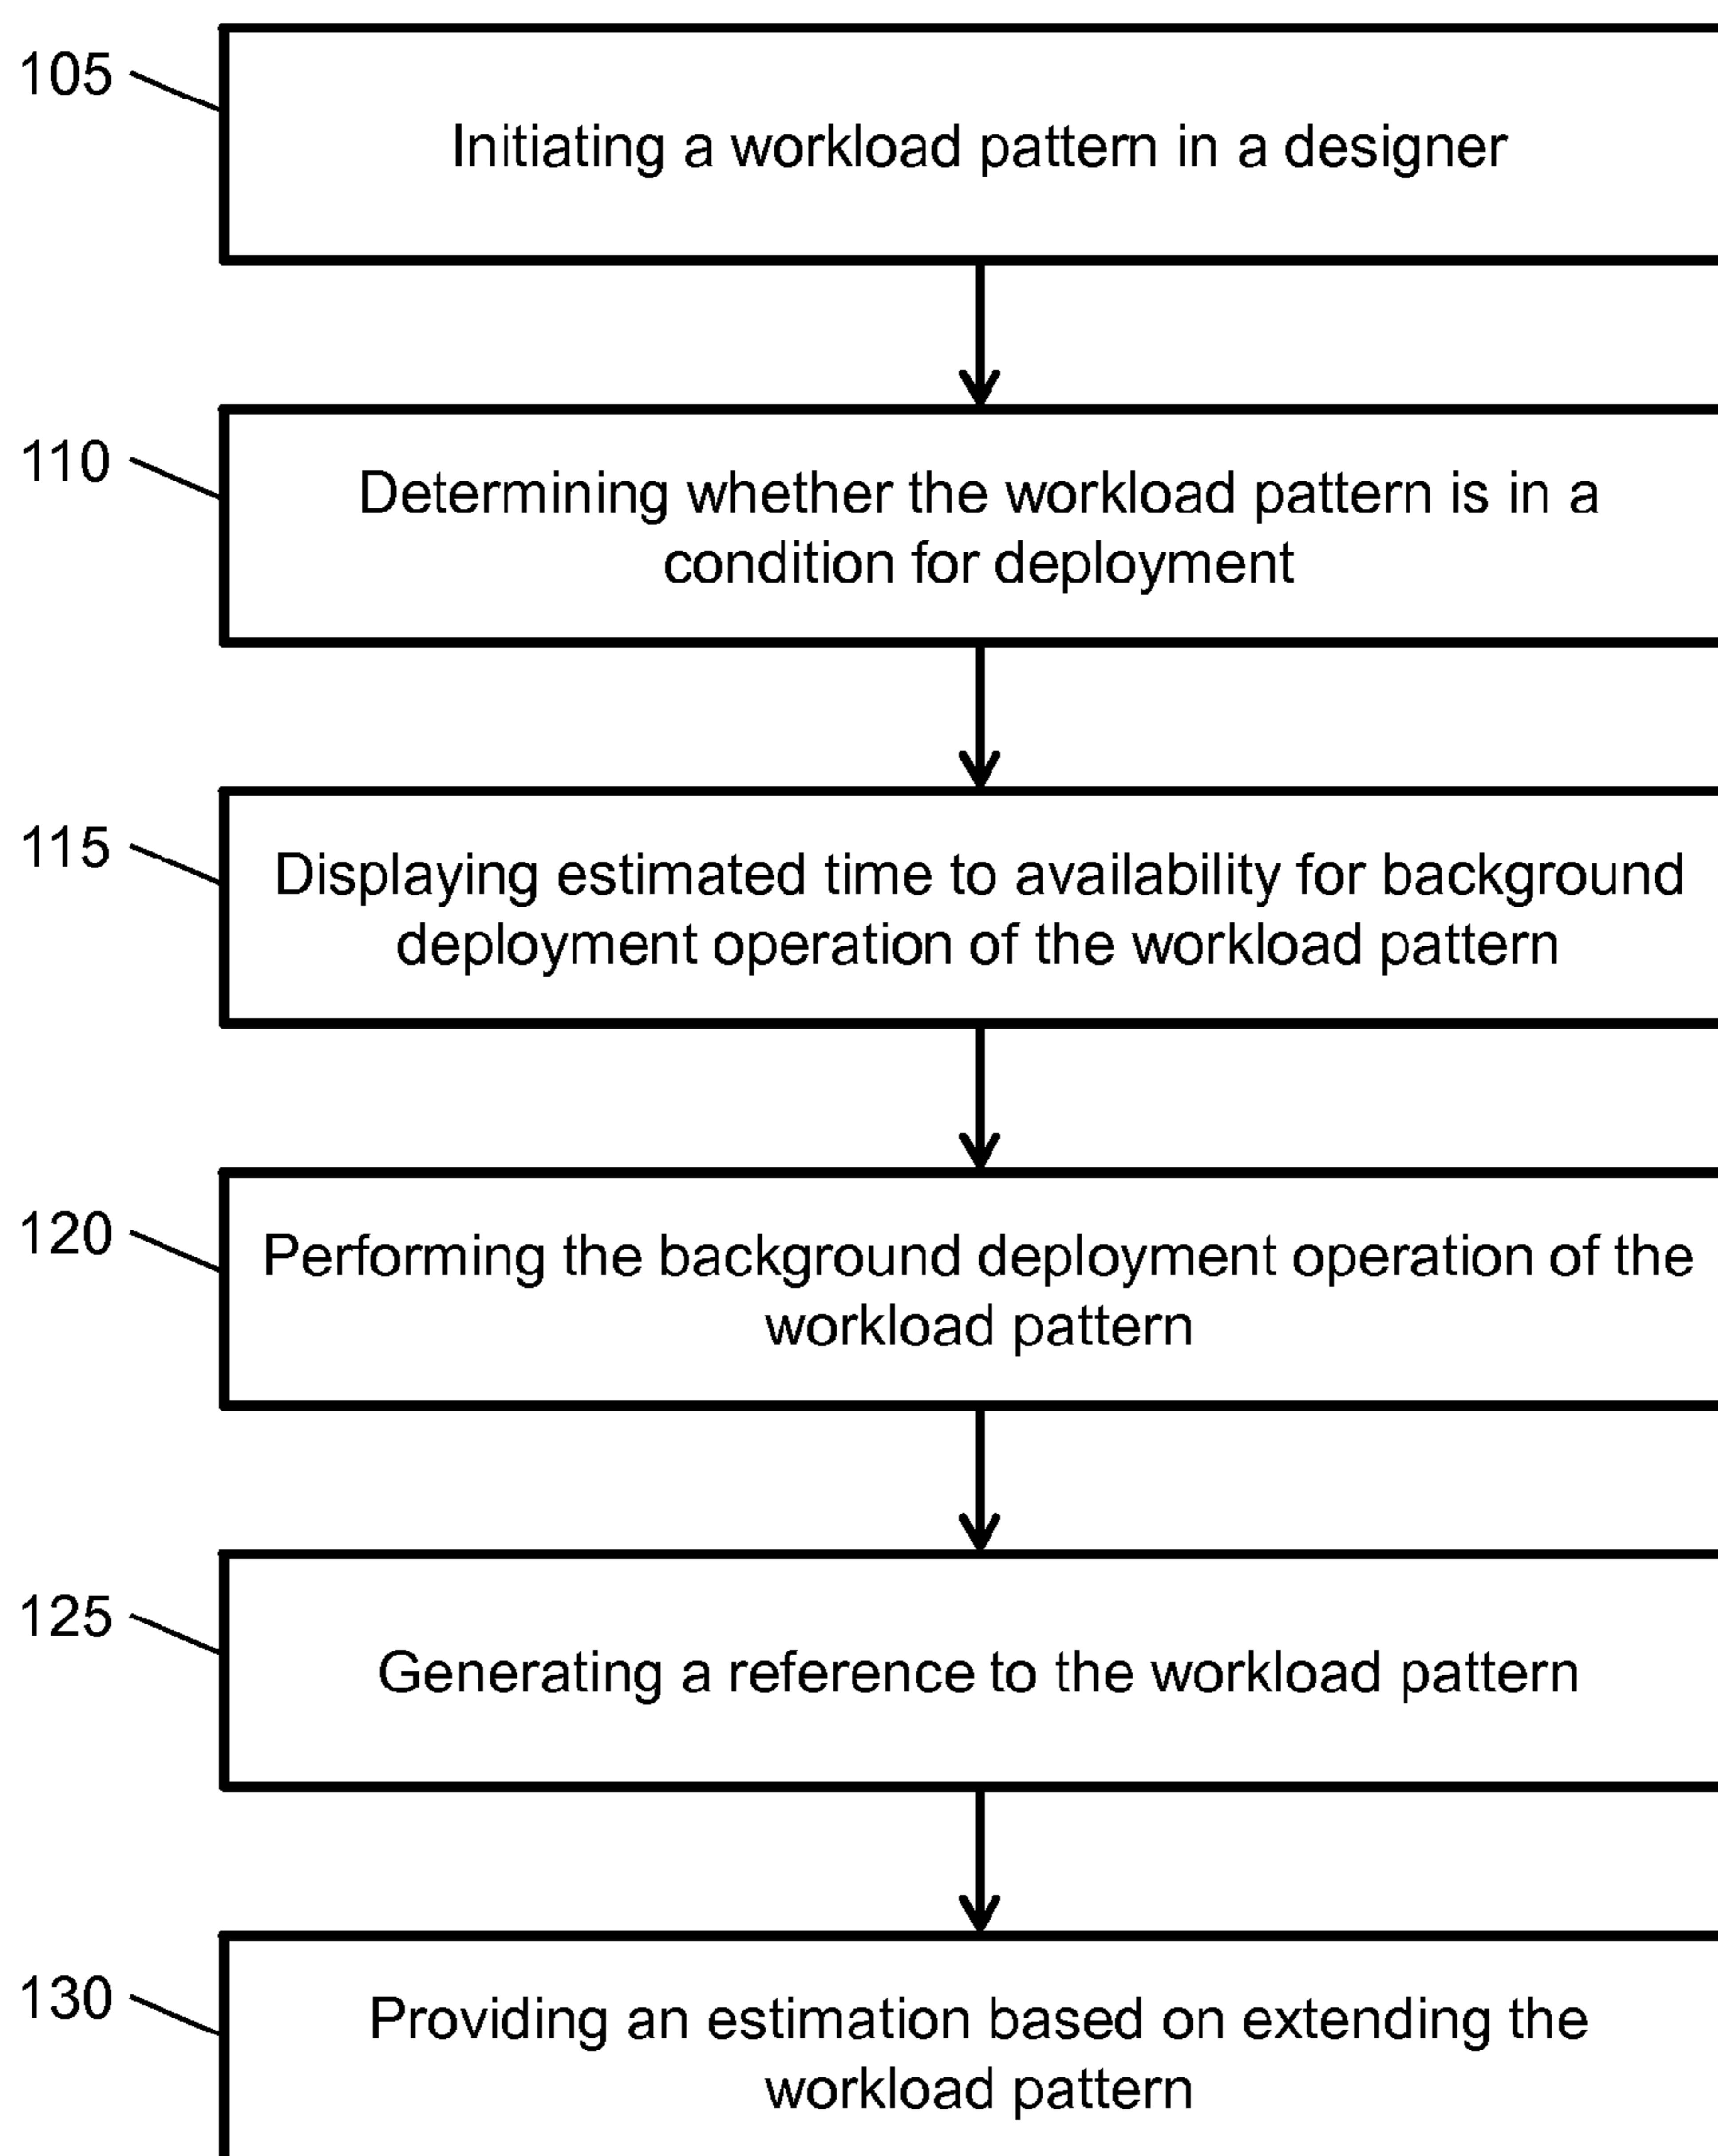 105
Initiating a workload pattern in a designer
110
Determining whether the workload pattern is in a
condition for deployment
115
Displaying estimated time to availability for background
deployment operation of the workload pattern
120
Performing the background deployment operation of the
workload pattern
125
Generating a reference to the workload pattern
130
Providing an estimation based on extending the
workload pattern